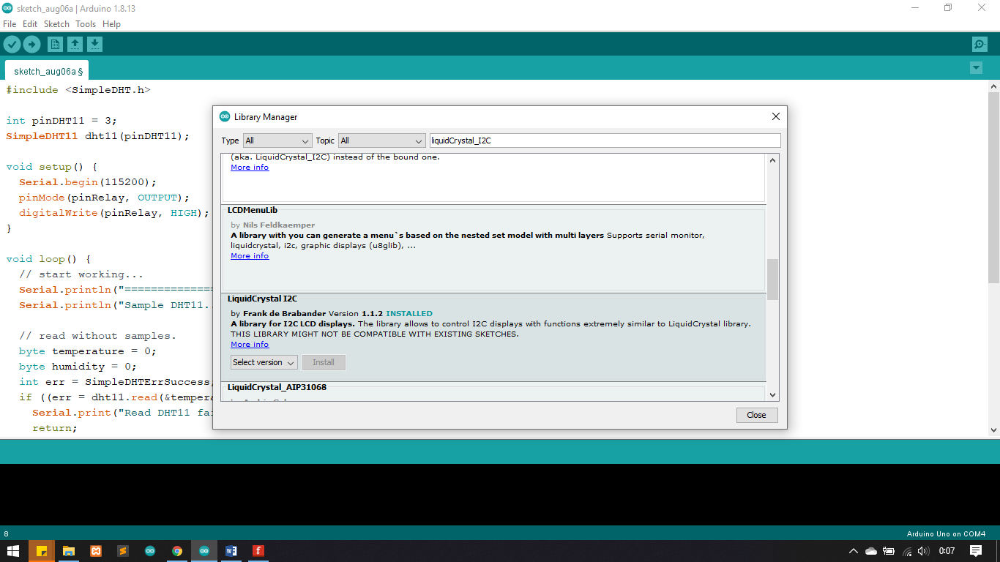 sketch_aug06a | Arduino 1.8.13
File Edit Sketch Tools Help
sketch_aug06a §
#include <SimpleDHT.h>
int pinDHT11 = 3;
SimpleDHT11 dht11(pinDHT11);
void setup() {
Serial.begin(115200);
pinMode(pinRelay, OUTPUT);
digitalWrite(pinRelay, HIGH);
}
void loop() {
// start working...
Serial.println("==============
Serial.println("Sample DHT11..
// read without samples.
byte temperature = 0;
byte humidity = 0;
int err = SimpleDHTErrSuccess;
if ((err = dht11.read(&tempera
Serial.print("Read DHT11 fai
return;
Library Manager
Type All Topic All liquidCrystal_I2C
(aka. LiquidCrystal_I2C) instead of the bound one.
More info
LCDMenuLib
by Nils Feldkaemper
A library with you can generate a menu`s based on the nested set model with multi layers Supports serial monitor,
liquidcrystal, i2c, graphic displays (u8glib), ...
More info
LiquidCrystal I2C
by Frank de Brabander Version 1.1.2 INSTALLED
A library for I2C LCD displays. The library allows to control I2C displays with functions extremely similar to LiquidCrystal library.
THIS LIBRARY MIGHT NOT BE COMPATIBLE WITH EXISTING SKETCHES.
More info
Select version Install
LiquidCrystal_AIP31068
Close
8 Arduino Uno on COM4
0:07